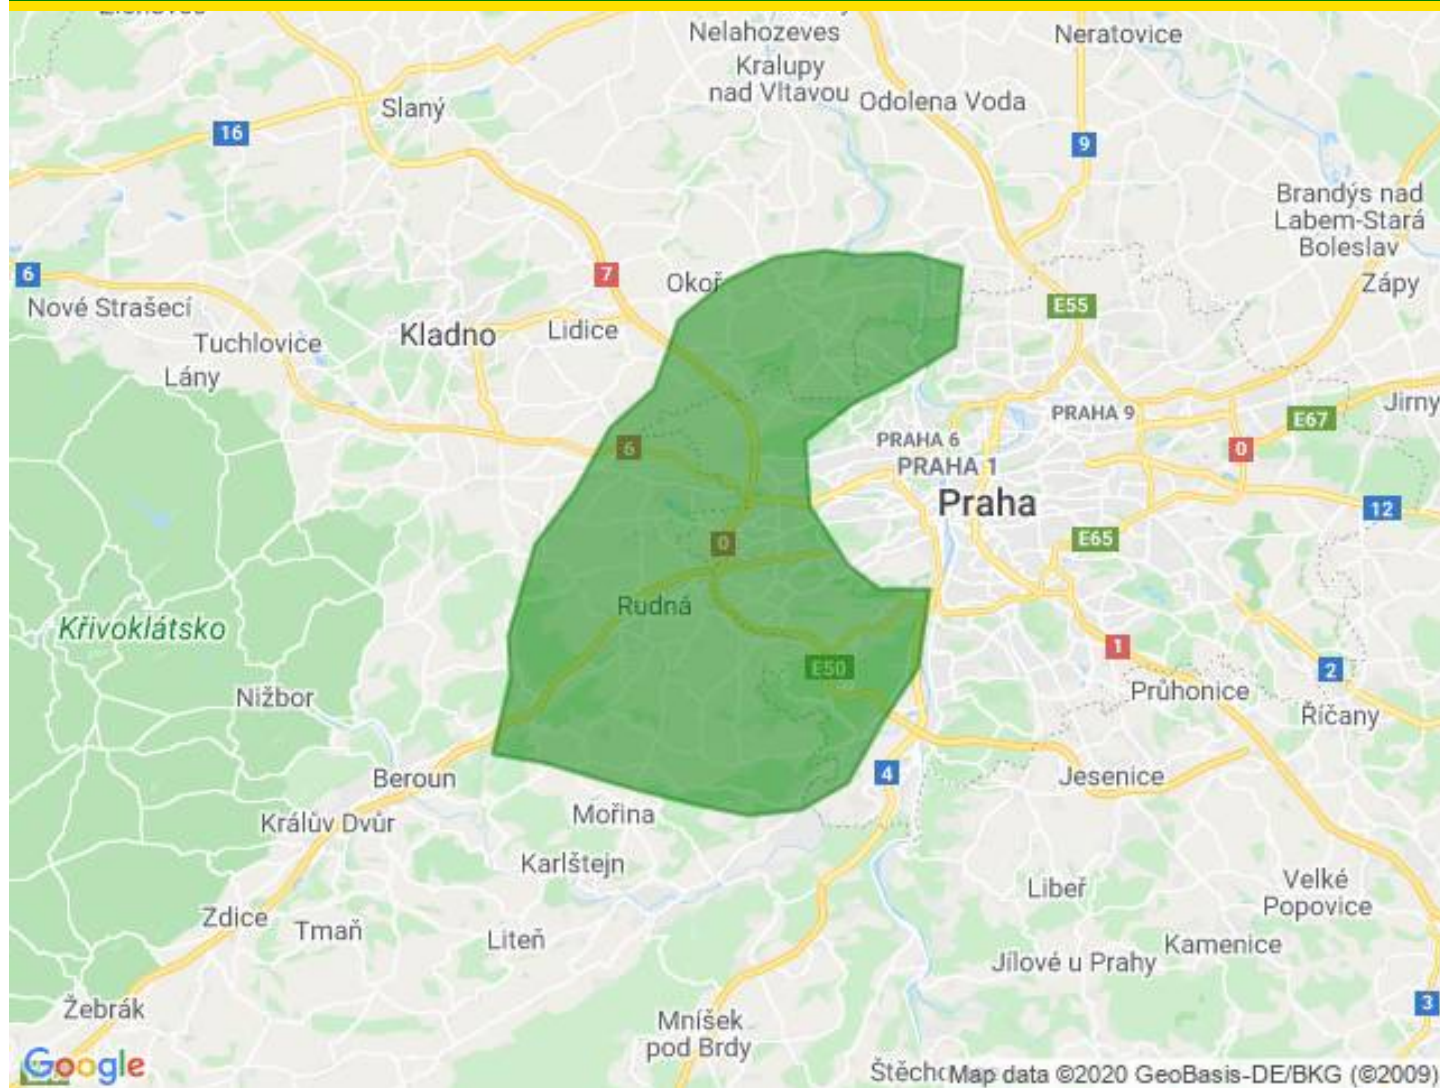 Nelahozeves
Neratovice
Kralupy
nad Vltavou
Odolena Voda
Slaný
16
9
Brandýs nad
Labem-Stará
Boleslav
6
7
Okoř
Zápy
Nové Strašecí
E55
Kladno
Lidice
Tuchlovice
Lány
Jirny
PRAHA 9
E67
PRAHA 6
6
0
PRAHA 1
Praha
12
0
E65
Rudná
Křivoklátsko
1
E50
2
Nižbor
Průhonice
Říčany
Beroun
4
Jesenice
Mořina
Králův Dvůr
Karlštejn
Libeř
Velké
Popovice
Zdice
Tmaň
Liteň
Kamenice
Jílové u Prahy
Žebrák
3
Mníšek
pod Brdy
Google
Štěcho
Map data ©2020 GeoBasis-DE/BKG (©2009)